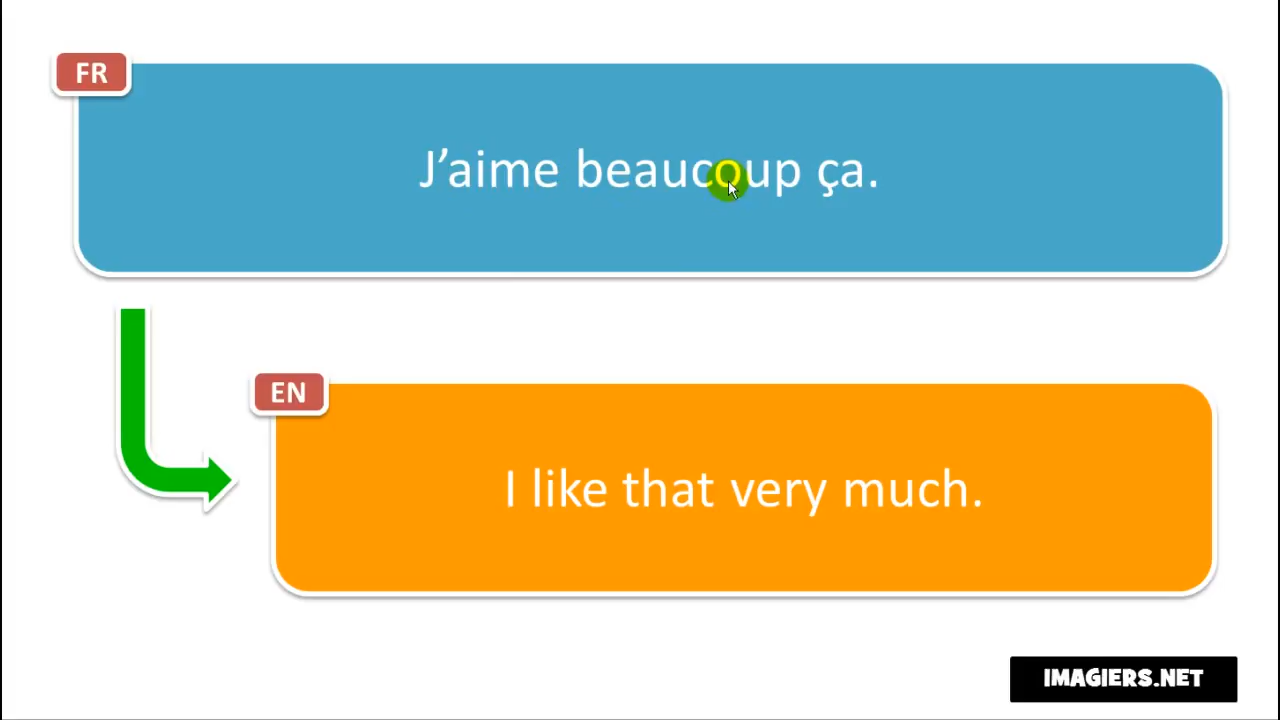 FR
J’aime beaucoup ça.
EN
I like that very much.
IMAGIERS.NET